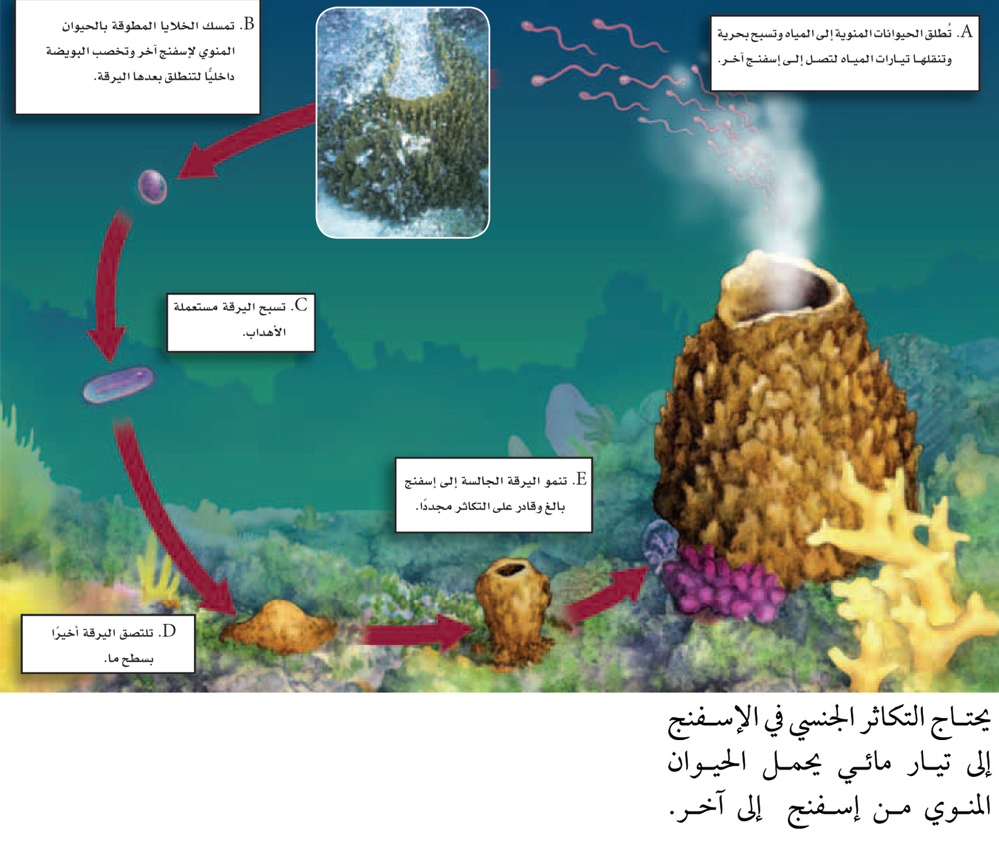 A. تُطلق الحيوانات المنوية إلى المياه وتسبح بحرية
وتنقلها تيارات المياه لتصل إلى إسفنج آخر.
B. تمسك الخلايا المطوقة بالحيوان
المنوي لإسفنج آخر وتخصب البويضة
داخليًّا لتنطلق بعدها اليرقة.
C. تسبح اليرقة مستعملة
الأهداب.
D. تلتصق اليرقة أخيرًا
بسطح ما.
E. تنمو اليرقة الجالسة إلى إسفنج
بالغ وقادر على التكاثر مجددًا.
يحتاج التكاثر الجنسي في الإسفنج
إلى تيار مائي يحمل الحيوان
المنوي من إسفنج إلى آخر.